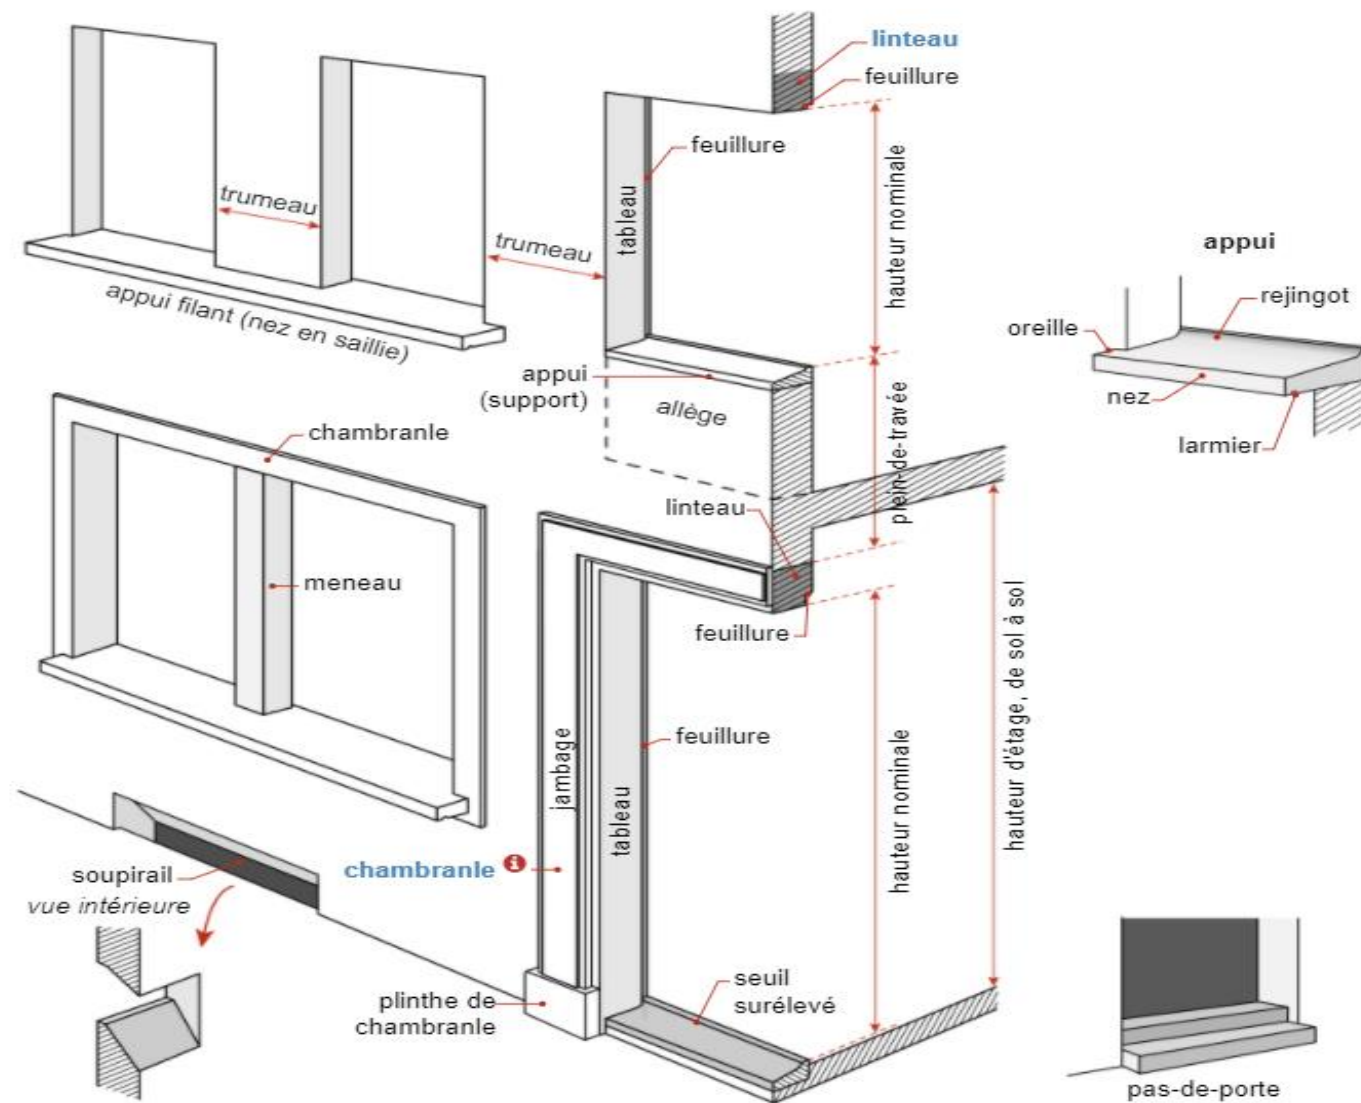 linteau
feuillure
feuillure
trumeau
tableau
hauteur nominale
trumeau
appui
rejingot
oreille
appui filant (nez en saillie)
appui
(support)
allège
nez
plein-de-travée
larmier
chambranle
linteau
meneau
feuillure
hauteur d'étage, de sol à sol
jambage
feuillure
tableau
hauteur nominale
soupirail
vue intérieure
chambranle i
seuil
surélevé
plinthe de
chambranle
pas-de-porte